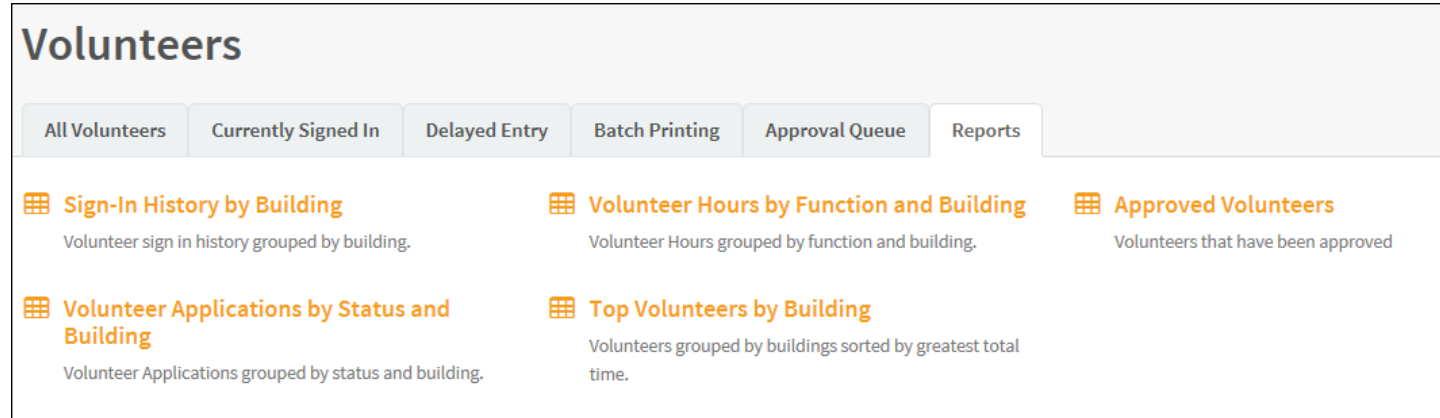 Volunteers
All Volunteers
Currently Signed In
Delayed Entry
Batch Printing
Approval Queue
Reports
Sign-In History by Building
Volunteer sign in history grouped by building.
Volunteer Hours by Function and Building
Volunteer Hours grouped by function and building.
Approved Volunteers
Volunteers that have been approved
Volunteer Applications by Status and
Building
Volunteer Applications grouped by status and building.
Top Volunteers by Building
Volunteers grouped by buildings sorted by greatest total
time.